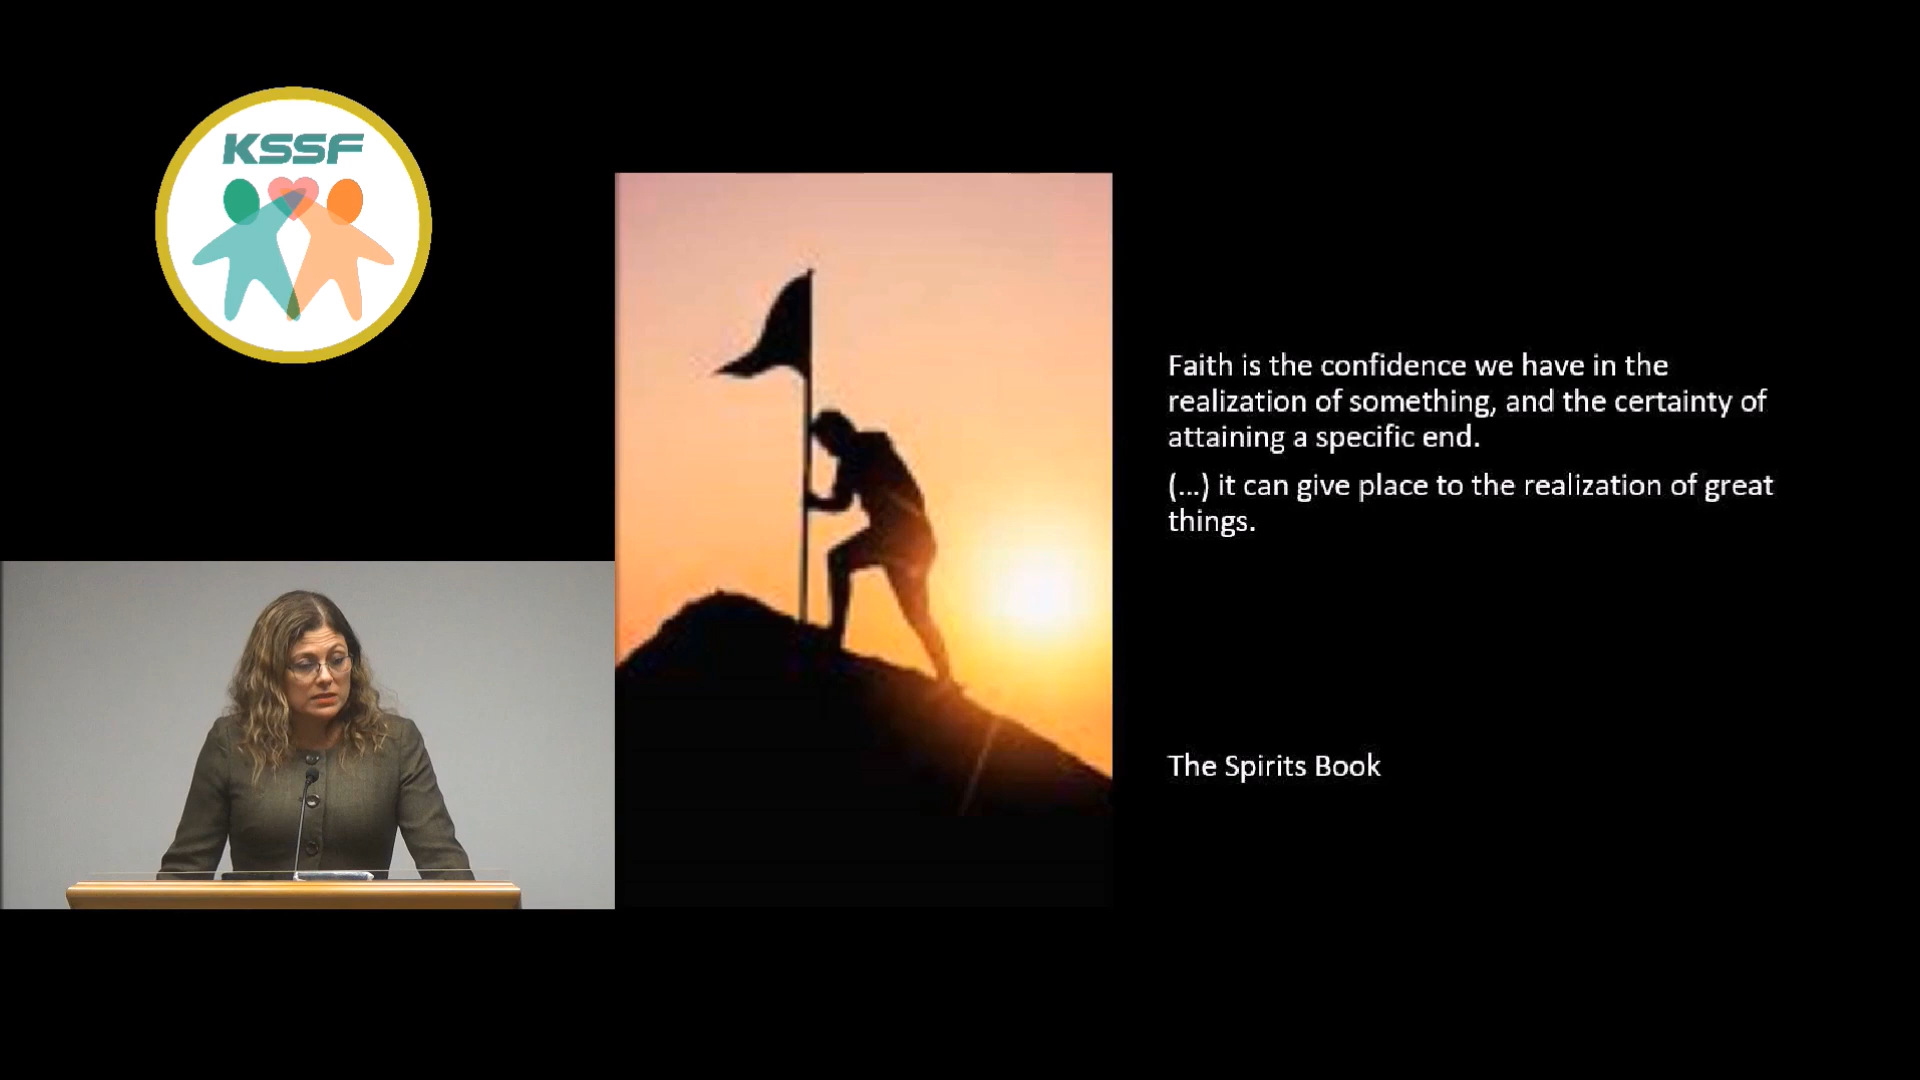 KSSF
Faith is the confidence we have in the
realization of something, and the certainty of
attaining a specific end.
(...) it can give place to the realization of great
things.
The Spirits Book